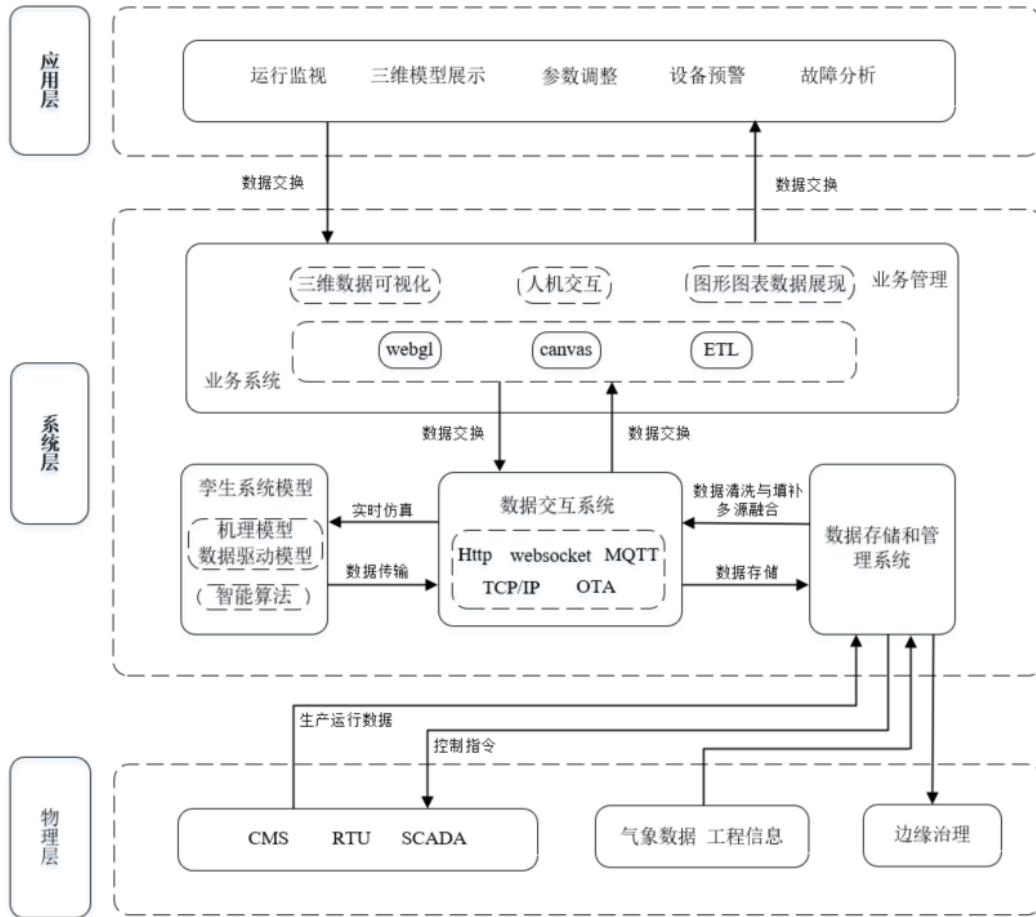 应用层
运行监视 三维模型展示 参数调整 设备预警 故障分析
数据交换 数据交换
系统层
三维数据可视化 人机交互 图形图表数据展现 业务管理
webgl canvas ETL
业务系统
数据交换 数据交换
孪生系统模型
机理模型
数据驱动模型
智能算法
实时仿真
数据传输
数据交互系统
Http websocket MQTT
TCP/IP OTA
数据清洗与填补
多源融合
数据存储
数据存储和管
理系统
生产运行数据
控制指令
物理层
CMS RTU SCADA
气象数据 工程信息
边缘治理